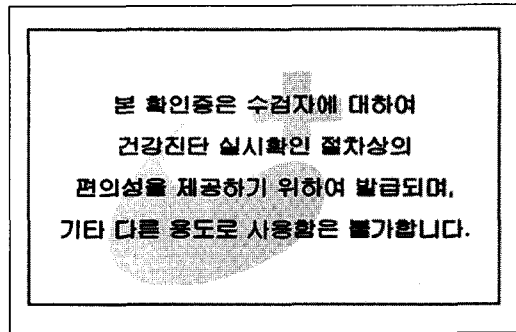 본 확인증은 수검자에 대하여
건강진단 실시확인 절차상의
편의성을 제공하기 위하여 발급되며,
기타 다른 용도로 사용함은 불가합니다.